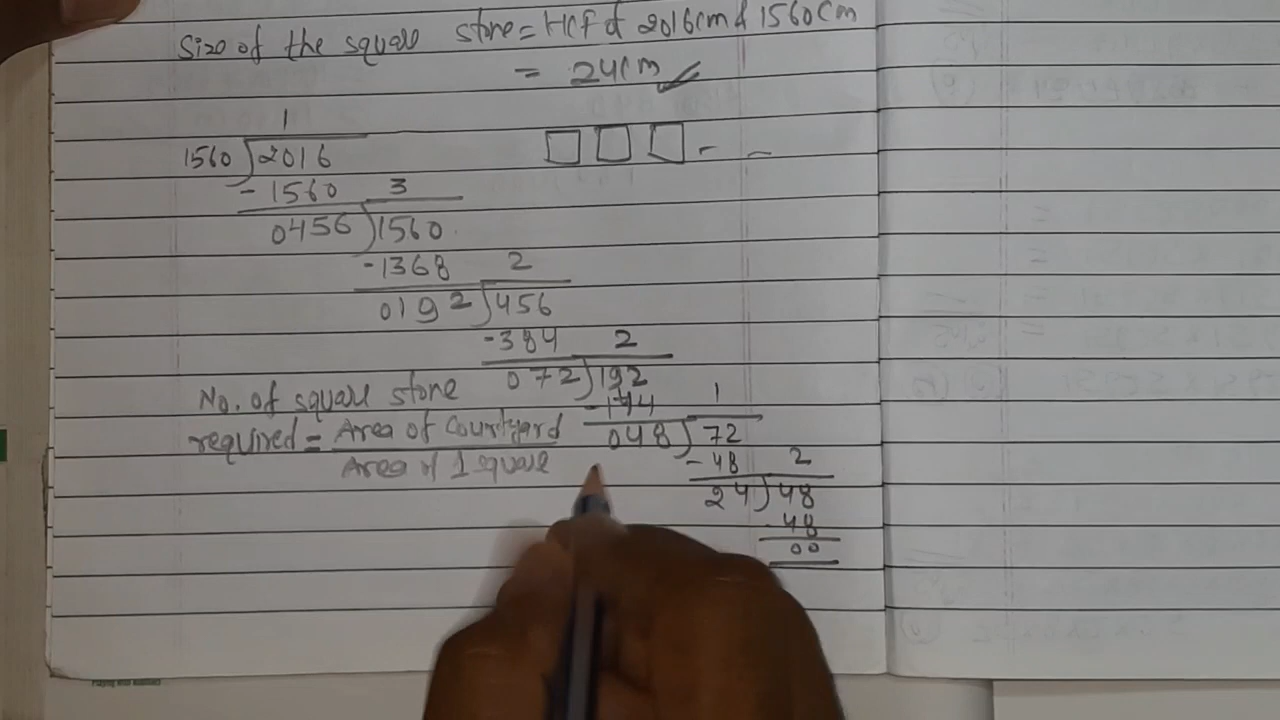 Size of the square stone = HCF of 2016cm & 1560cm
= 24cm
1
1560) 2016
- 1560 3
0456) 1560
-1368 2
0192) 456
-384 2
072) 192
-144 1
048) 72
-48 2
24) 48
-48
00
No. of square stone
required = Area of Courtyard
Area of 1 square